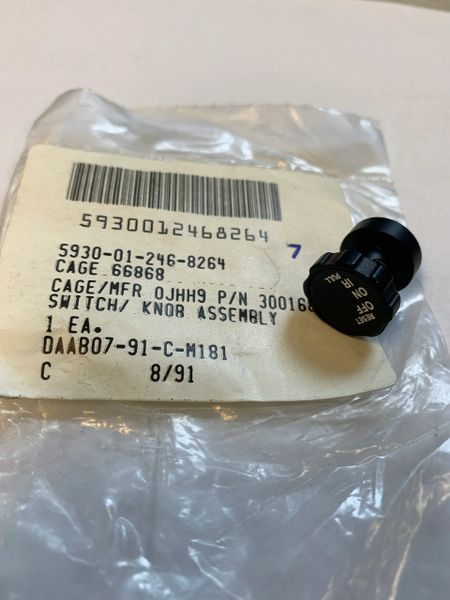 5930012468264
7
5930-01-246-8264
CAGE 66868
CAGE/MFR 0JHH9 P/N 300168
SWITCH/ KNOB ASSEMBLY
1 EA.
DAAB07-91-C-M181
C 8/91
RESET
OFF
ON
IR
PULL